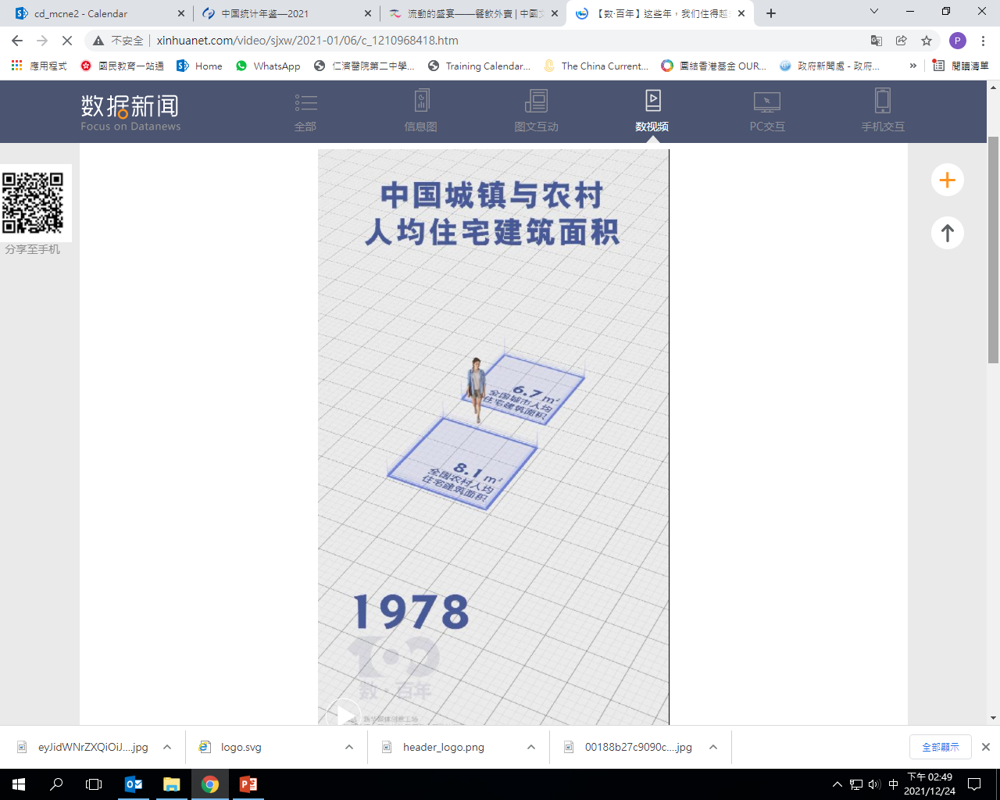 cd_mcne2 - Calendar
中国统计年鉴—2021
流動的盛宴——餐飲外賣 | 中國文
【数·百年】这些年，我们住得越
不安全
xinhuanet.com/video/sjxw/2021-01/06/c_1210968418.htm
P
應用程式
國民教育一站通
Home
WhatsApp
仁濟醫院第二中學...
Training Calendar...
The China Current...
團結香港基金 OUR...
政府新聞處 - 政府...
»
閱讀清單
数据新闻
Focus on Datanews
全部
信息图
图文互动
数视频
PC交互
手机交互
分享至手机
中国城镇与农村
人均住宅建筑面积
6.7 m²
全国城市人均
住宅建筑面积
8.1 m²
全国农村人均
住宅建筑面积
1978
100
数·百年
eyJidWNrZXQiOiJ....jpg
logo.svg
header_logo.png
00188b27c9090c....jpg
全部顯示
中
下午 02:49
2021/12/24